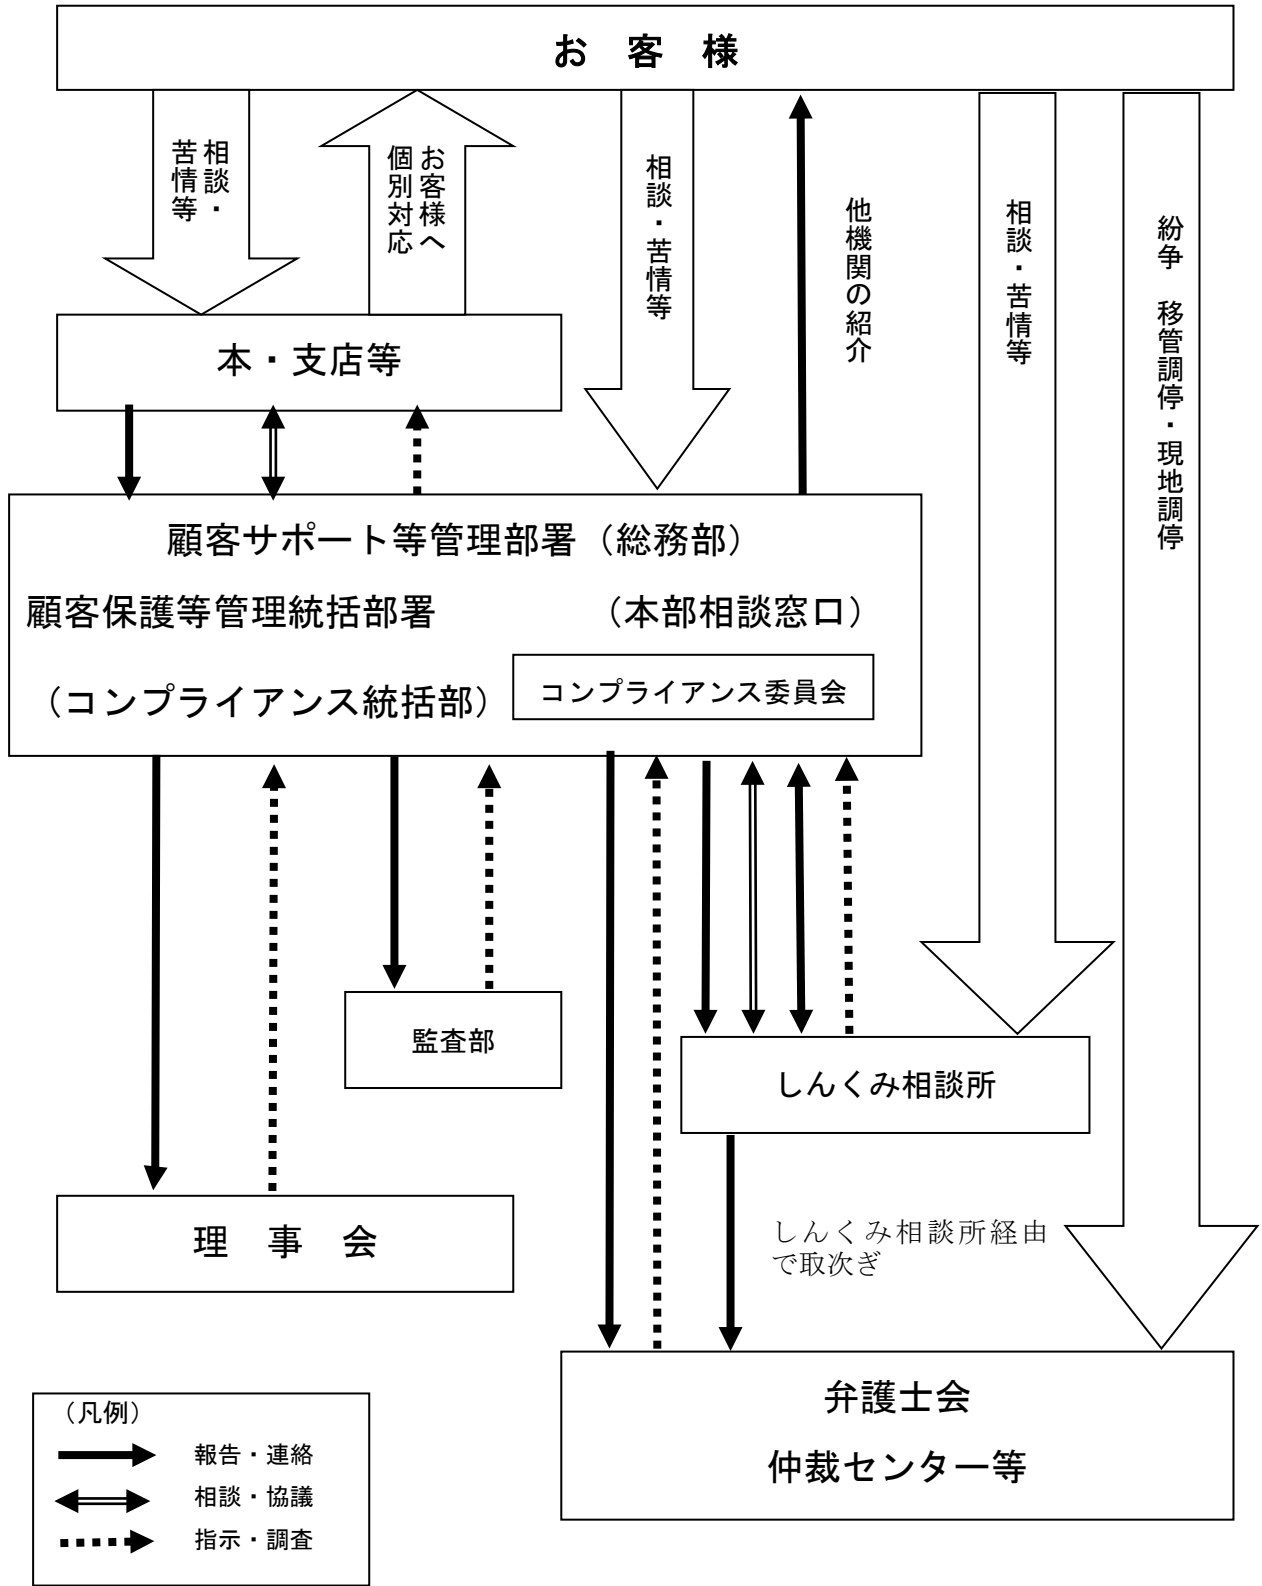 お　客　様
相談・
苦情等
お客様へ
個別対応
相談・苦情等
他機関の紹介
相談・苦情等
紛争　移管調停・現地調停
本・支店等
顧客サポート等管理部署（総務部）
顧客保護等管理統括部署　（本部相談窓口）
（コンプライアンス統括部）
コンプライアンス委員会
監査部
しんくみ相談所
理　事　会
しんくみ相談所経由
で取次ぎ
弁護士会
仲裁センター等
（凡例）
報告・連絡
相談・協議
指示・調査